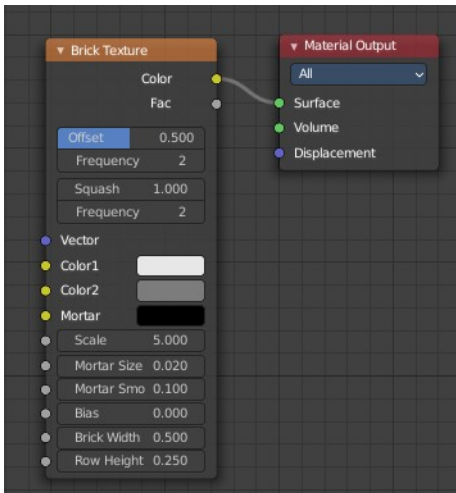 Brick Texture
Color
Fac
Offset 0.500
Frequency 2
Squash 1.000
Frequency 2
Vector
Color1
Color2
Mortar
Scale 5.000
Mortar Size 0.020
Mortar Smo 0.100
Bias 0.000
Brick Width 0.500
Row Height 0.250
Material Output
All
Surface
Volume
Displacement